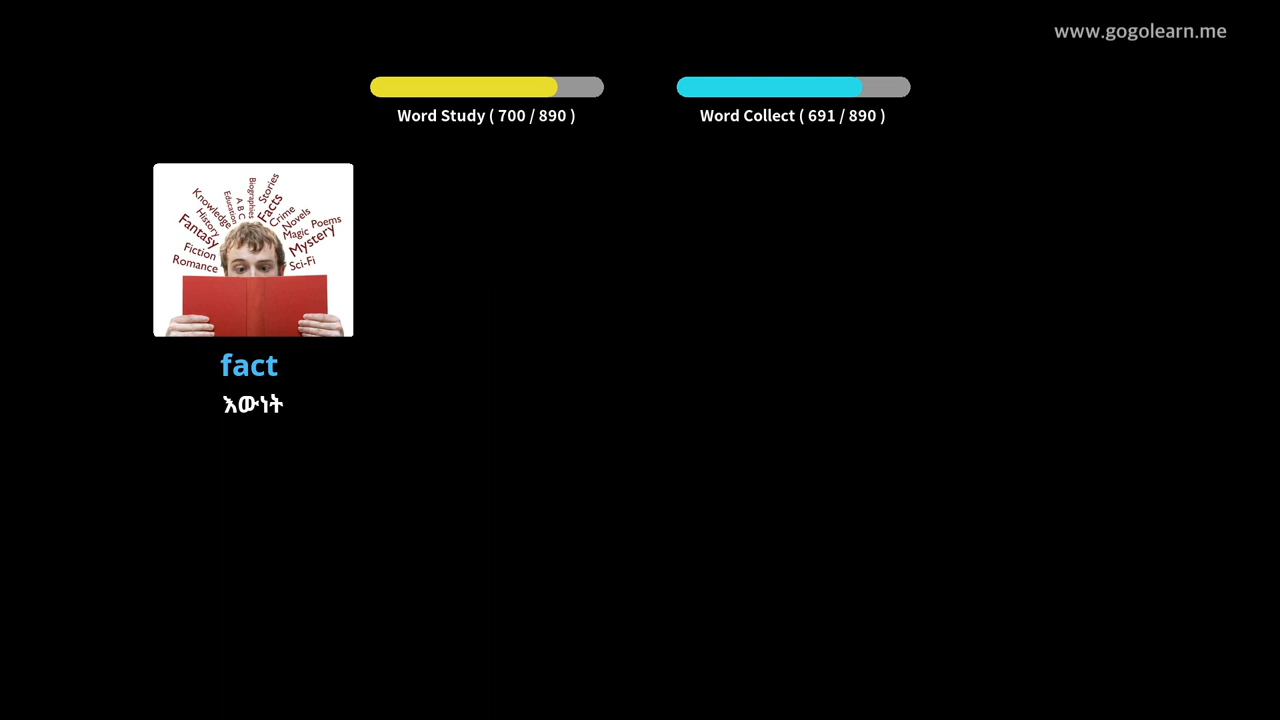 www.gogolearn.me
Word Study ( 700 / 890 )
Word Collect ( 691 / 890 )
Knowledge
History
Fantasy
Fiction
Romance
Education
A B C
Biographies
Stories
Facts
Crime
Novels
Magic
Poems
Mystery
Sci-Fi
fact
እውነት